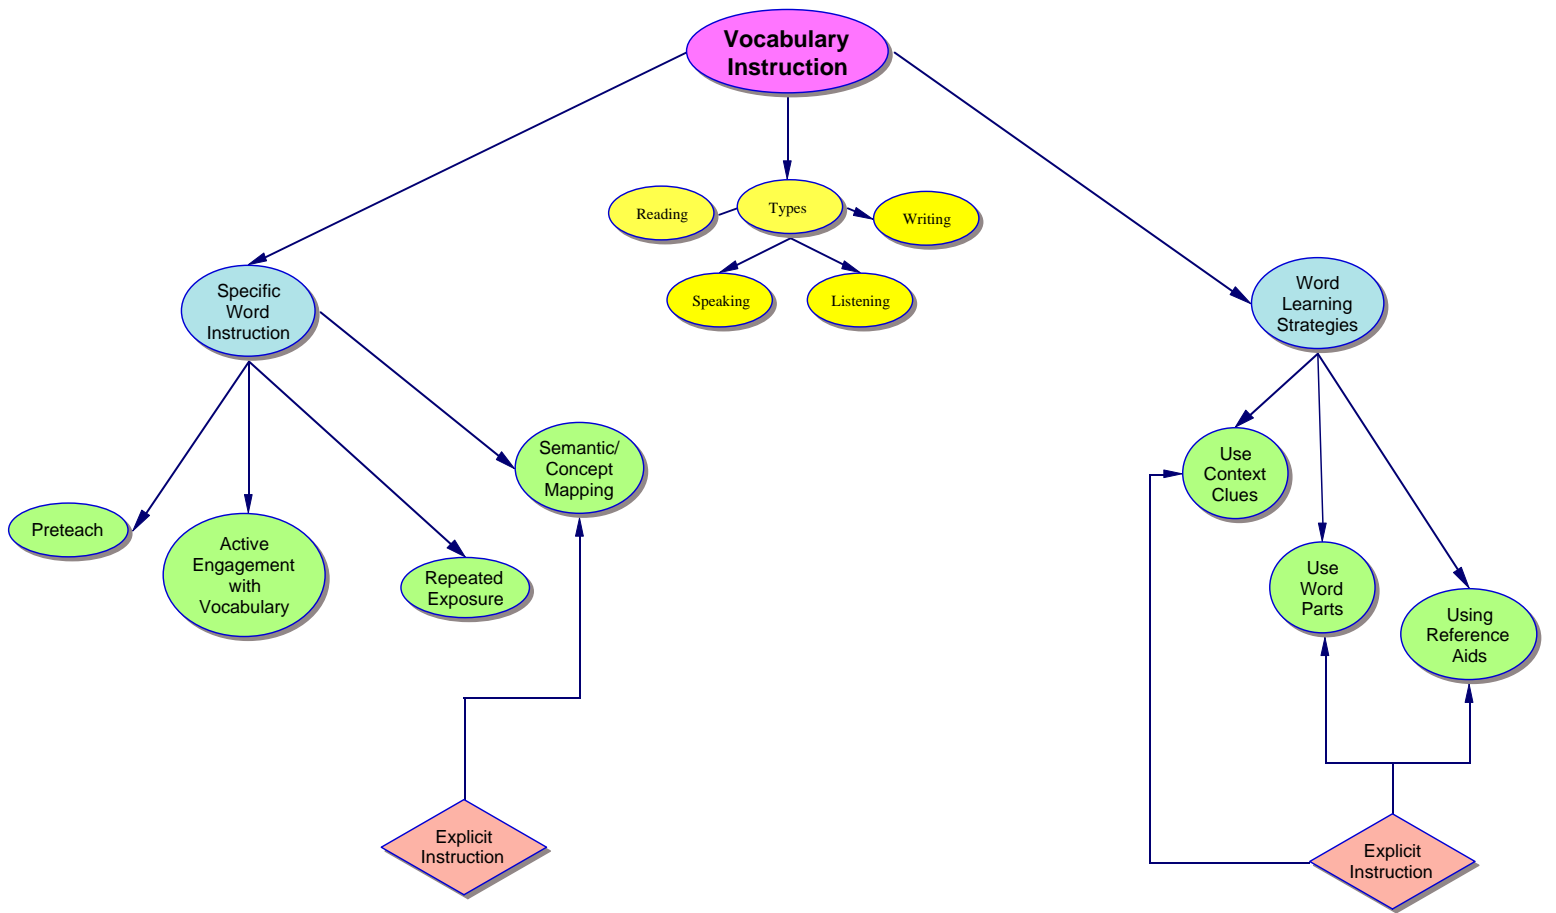 Vocabulary
Instruction
Reading
Types
Writing
Speaking
Listening
Specific
Word
Instruction
Word
Learning
Strategies
Semantic/
Concept
Mapping
Use
Context
Clues
Preteach
Active
Engagement
with
Vocabulary
Repeated
Exposure
Use
Word
Parts
Using
Reference
Aids
Explicit
Instruction
Explicit
Instruction